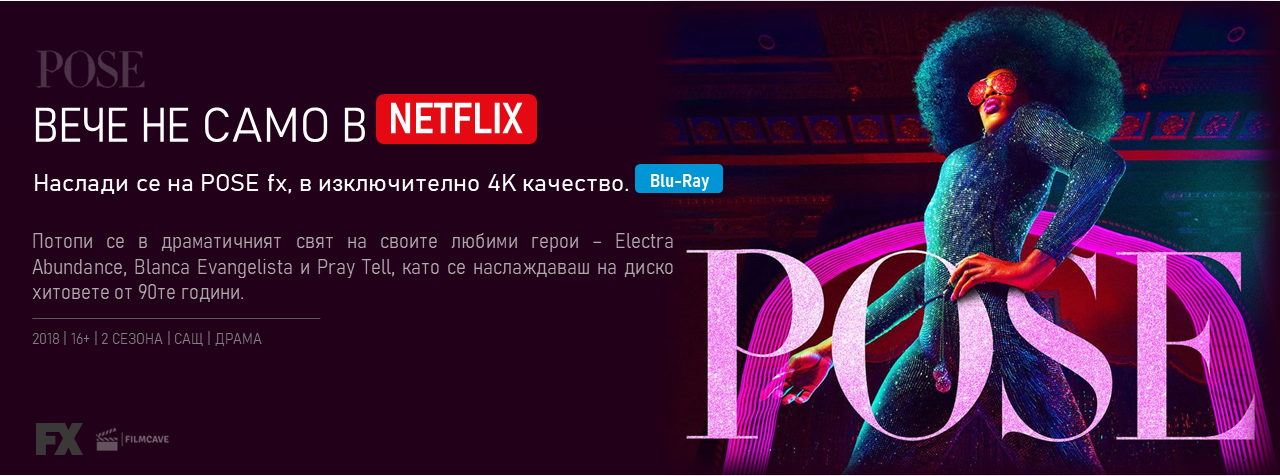 POSE
ВЕЧЕ НЕ САМО В NETFLIX
Наслади се на POSE fx, в изключително 4K качество. Blu-Ray
Потопи се в драматичният свят на своите любими герои – Electra
Abundance, Blanca Evangelista и Pray Tell, като се наслаждаваш на диско
хитовете от 90те години.
2018 | 16+ | 2 СЕЗОНА | САЩ | ДРАМА
FX FILMCAVE
POSE